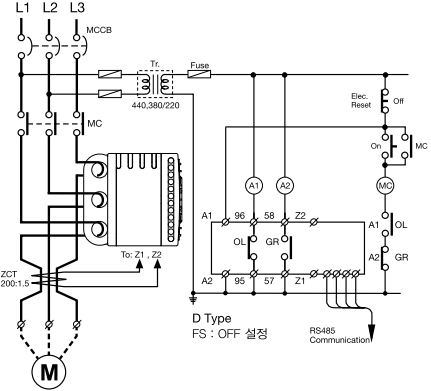 L1 L2 L3
MCCB
Tr.
Fuse
440,380/220
Elec.
Reset
Off
MC
On
MC
A1
A2
MC
A1 96 58 Z2
A1
OL
OL
GR
A2
GR
To: Z1 , Z2
A2 95 57 Z1
ZCT
200:1.5
D Type
FS : OFF 설정
RS485
Communication
M